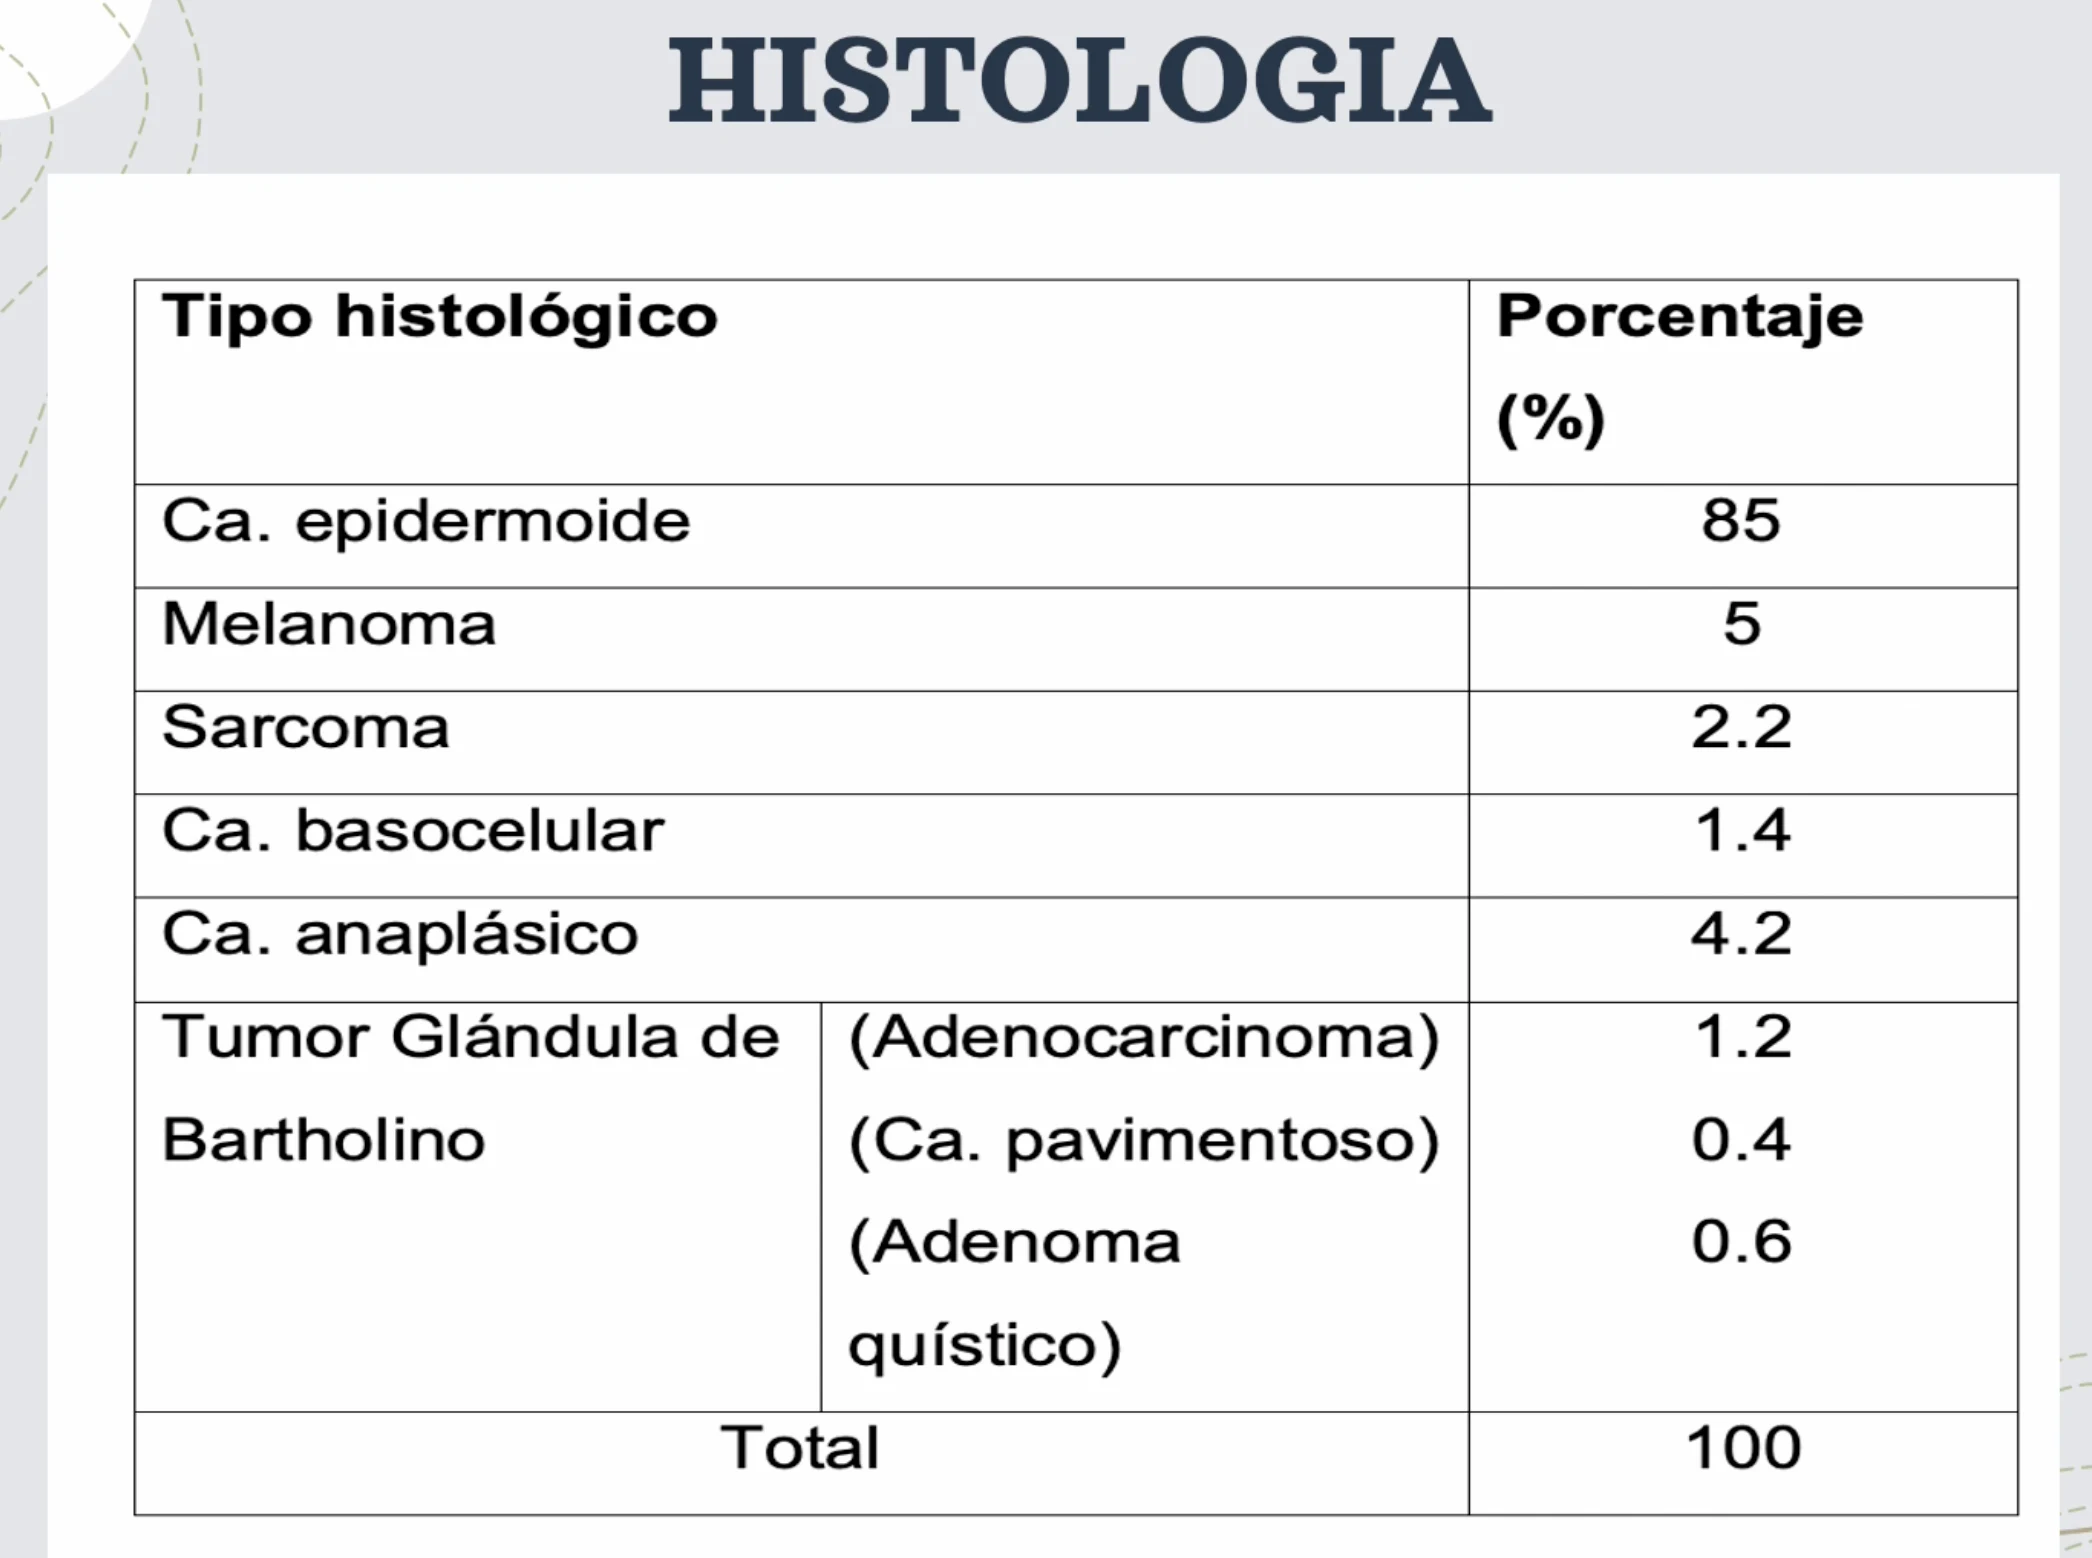 HISTOLOGIA
Tipo histológico Porcentaje
(%)
Ca. epidermoide 85
Melanoma 5
Sarcoma 2.2
Ca. basocelular 1.4
Ca. anaplásico 4.2
Tumor Glándula de (Adenocarcinoma) 1.2
Bartholino (Ca. pavimentoso) 0.4
(Adenoma 0.6
quístico)
Total 100